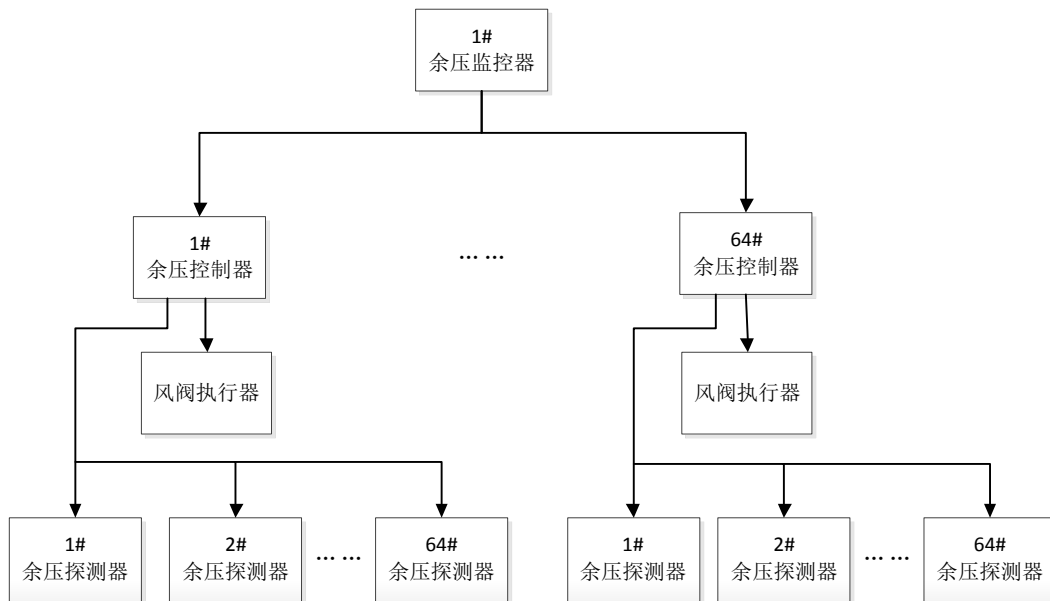 1#
余压监控器
1#
余压控制器
… …
64#
余压控制器
风阀执行器
风阀执行器
1#
余压探测器
2#
余压探测器
… …
64#
余压探测器
1#
余压探测器
2#
余压探测器
… …
64#
余压探测器